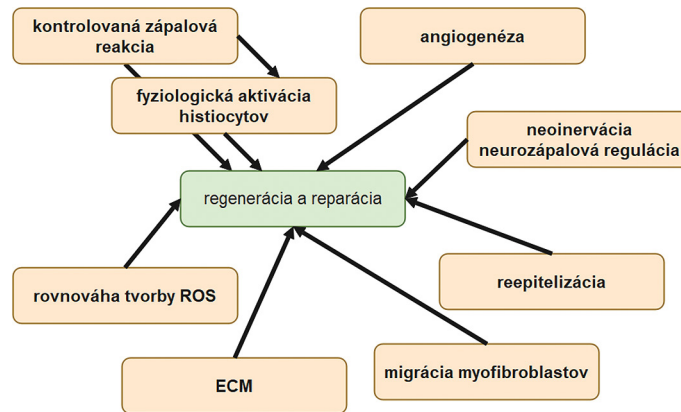 kontrolovaná zápalová
reakcia
angiogenéza
fyziologická aktivácia
histiocytov
neoinervácia
neurozápalová regulácia
regenerácia a reparácia
rovnováha tvorby ROS
reepitelizácia
migrácia myofibroblastov
ECM